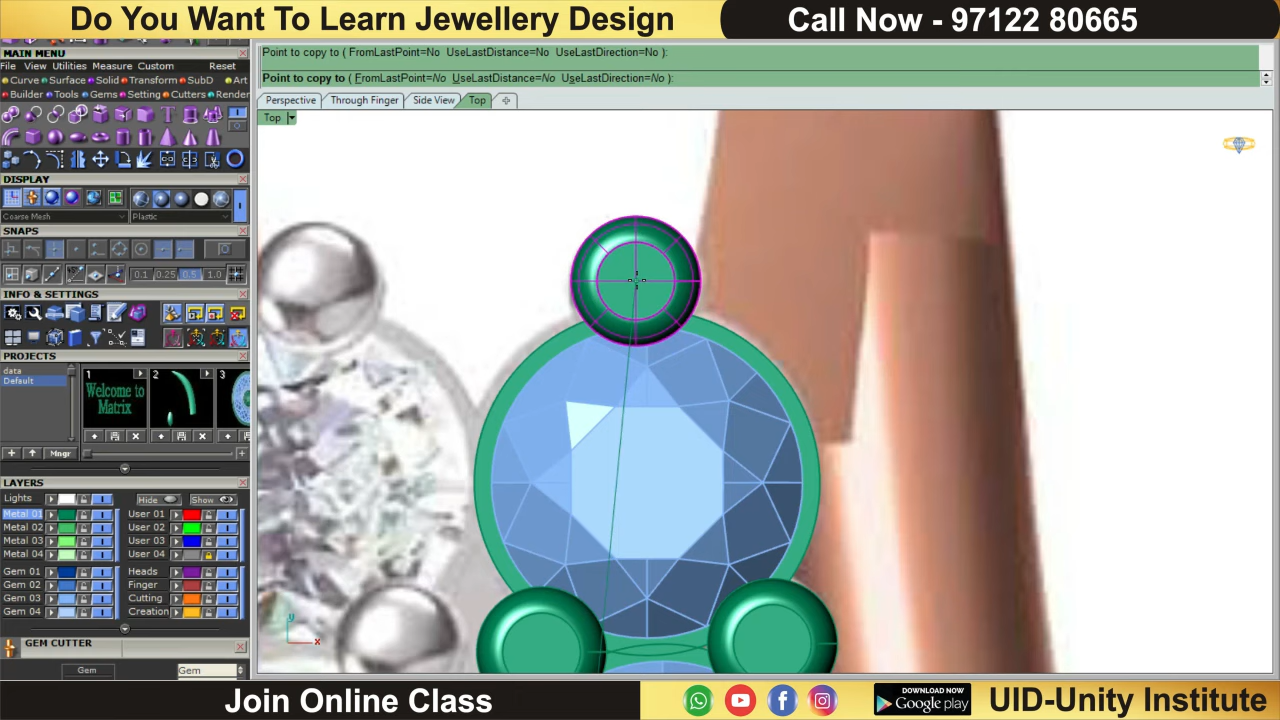 Do You Want To Learn Jewellery Design
Call Now - 97122 80665
MAIN MENU
File View Utilities Measure Custom Reset
Curve Surface Solid Transform SubD Art
Builder Tools Gems Setting Cutters Render
DISPLAY
Coarse Mesh Plastic
SNAPS
0.1 0.25 0.5 1.0
INFO & SETTINGS
PROJECTS
data
Default
1 2 3
Welcome to Matrix
Mngr
LAYERS
Lights Hide Show
Metal 01 User 01
Metal 02 User 02
Metal 03 User 03
Metal 04 User 04
Gem 01 Heads
Gem 02 Finger
Gem 03 Cutting
Gem 04 Creation
GEM CUTTER
Gem Gem
Point to copy to ( FromLastPoint=No UseLastDistance=No UseLastDirection=No ):
Point to copy to ( FromLastPoint=No UseLastDistance=No UseLastDirection=No ):
Perspective Through Finger Side View Top
Top
y
x
Join Online Class
DOWNLOAD NOW
Google play
UID-Unity Institute